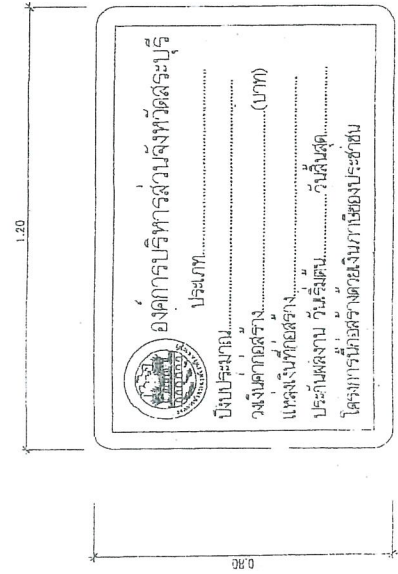 1.20
องค์การบริหารส่วนจังหวัดสระบุรี
ประเภท..............................
ปีงบประมาณ..............................
วงเงินค่าก่อสร้าง..............................(บาท)
แหล่งเงินที่ก่อสร้าง..............................
ประกันผลงาน วันเริ่มต้น...............วันสิ้นสุด...............
โครงการนี้ก่อสร้างด้วยเงินภาษีของประชาชน
0.80